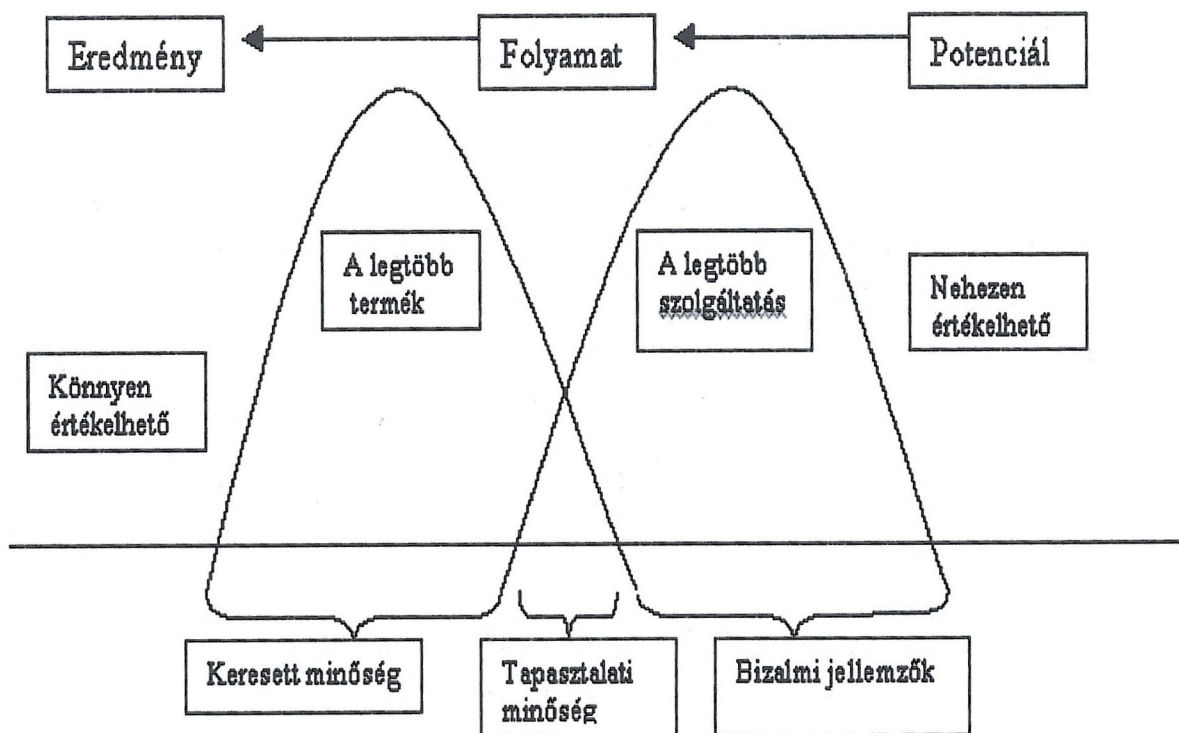 Eredmény
Folyamat
Potenciál
A legtöbb
termék
A legtöbb
szolgáltatás
Nehezen
értékelhető
Könnyen
értékelhető
Keresett minőség
Tapasztalati
minőség
Bizalmi jellemzők